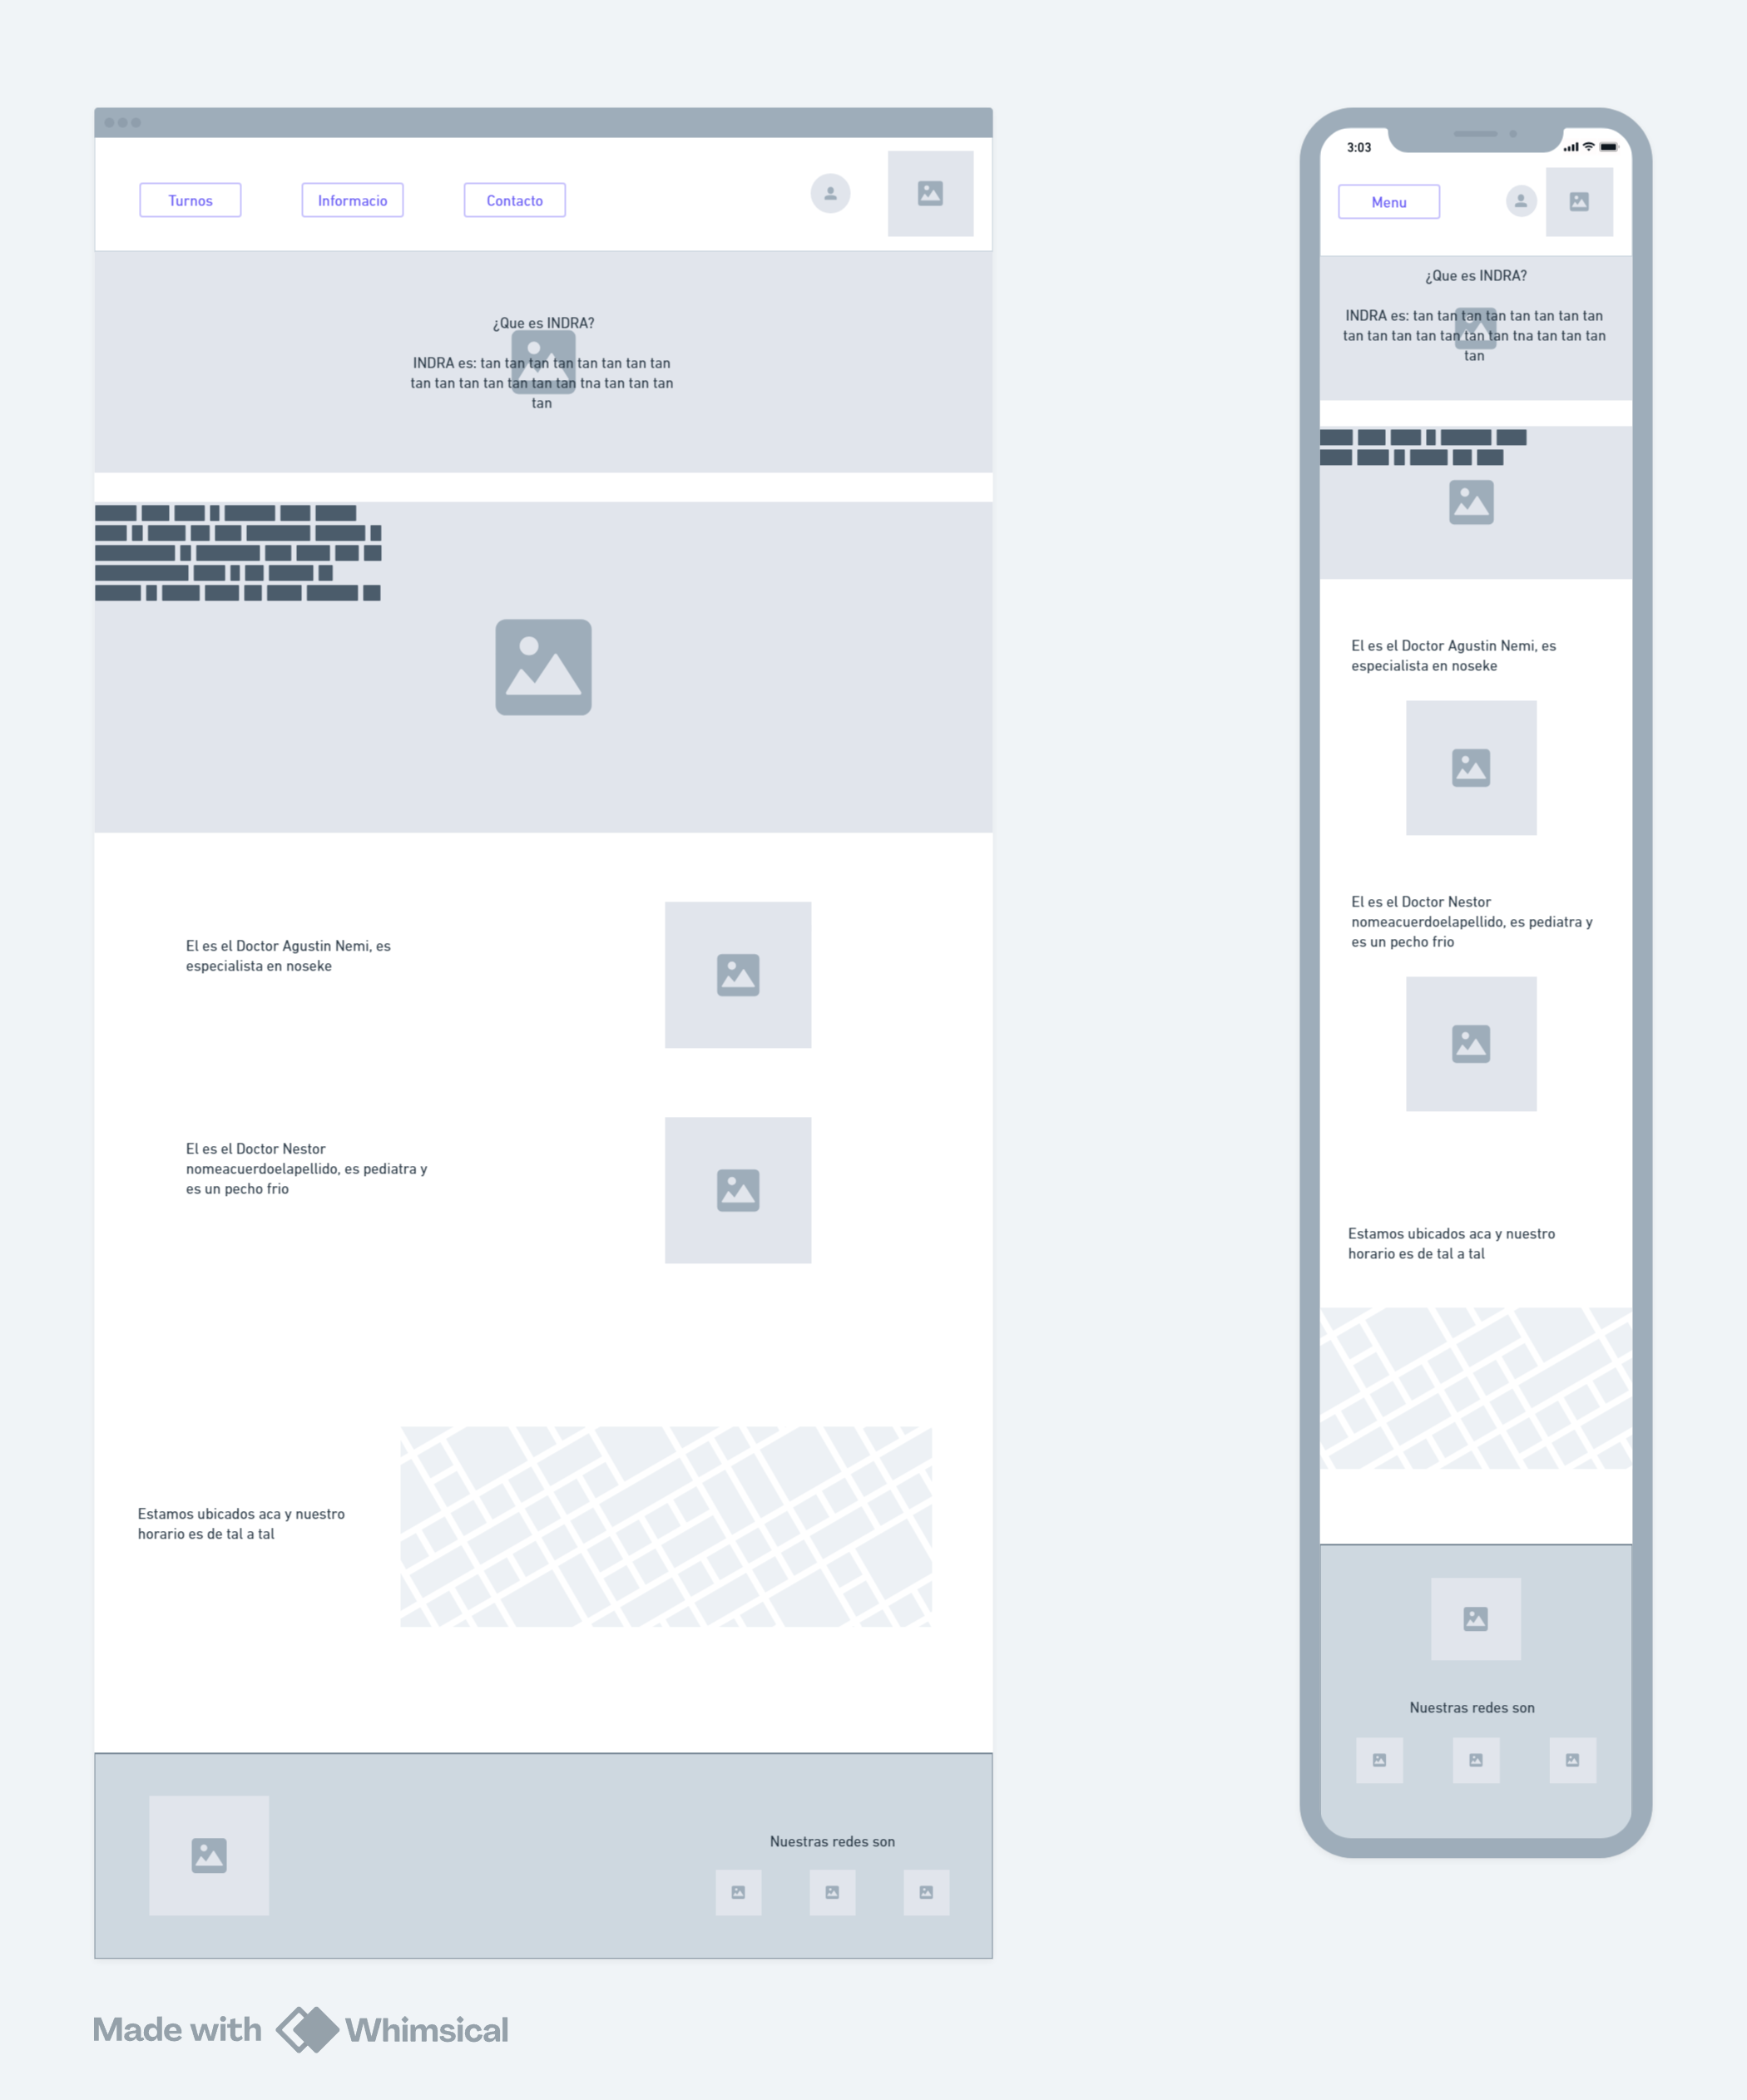 Turnos
Informacio
Contacto
¿Que es INDRA?
INDRA es: tan tan tan tan tan tan tan tan
tan tan tan tan tan tan tan tna tan tan tan
tan
El es el Doctor Agustin Nemi, es
especialista en noseke
El es el Doctor Nestor
nomeacuerdoelapellido, es pediatra y
es un pecho frio
Estamos ubicados aca y nuestro
horario es de tal a tal
Nuestras redes son
3:03
Menu
¿Que es INDRA?
INDRA es: tan tan tan tan tan tan tan tan
tan tan tan tan tan tan tan tna tan tan tan
tan
El es el Doctor Agustin Nemi, es
especialista en noseke
El es el Doctor Nestor
nomeacuerdoelapellido, es pediatra y
es un pecho frio
Estamos ubicados aca y nuestro
horario es de tal a tal
Nuestras redes son
Made with Whimsical